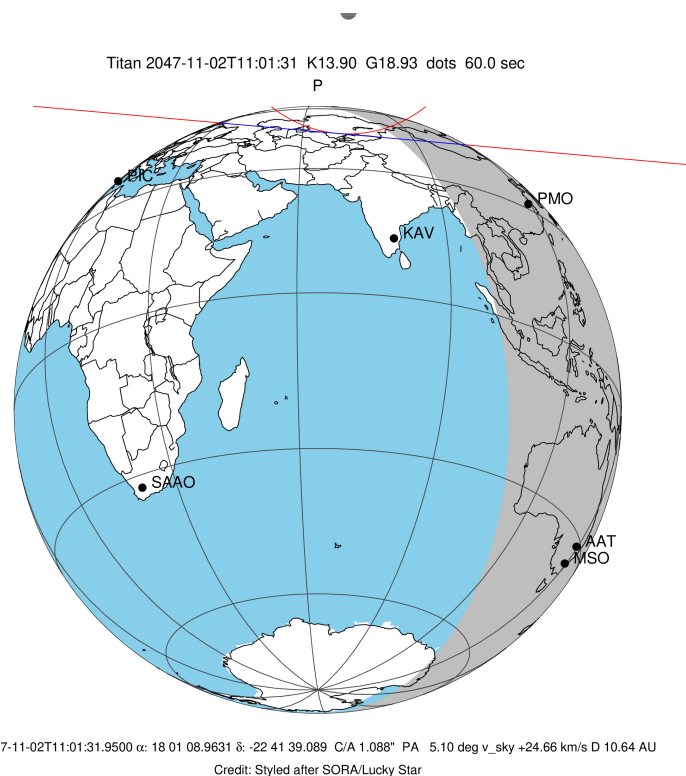 Titan 2047-11-02T11:01:31 K13.90 G18.93 dots 60.0 sec
P
PIC
PMO
KAV
SAAO
AAT
MSO
7-11-02T11:01:31.9500 α: 18 01 08.9631 δ: -22 41 39.089 C/A 1.088" PA 5.10 deg v_sky +24.66 km/s D 10.64 AU
Credit: Styled after SORA/Lucky Star